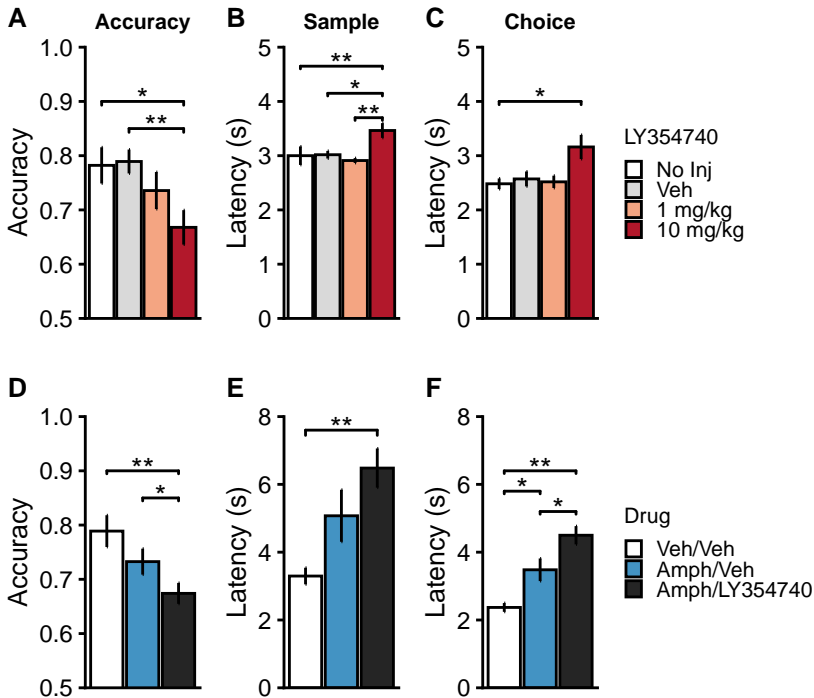 A Accuracy
B Sample
C Choice
1.0
0.9
0.8
0.7
0.6
0.5
Accuracy
*
**
5
4
3
2
1
0
Latency (s)
**
*
**
5
4
3
2
1
0
Latency (s)
*
LY354740
No Inj
Veh
1 mg/kg
10 mg/kg
D
E
F
1.0
0.9
0.8
0.7
0.6
0.5
Accuracy
**
*
8
6
4
2
0
Latency (s)
**
8
6
4
2
0
Latency (s)
**
*
*
Drug
Veh/Veh
Amph/Veh
Amph/LY354740